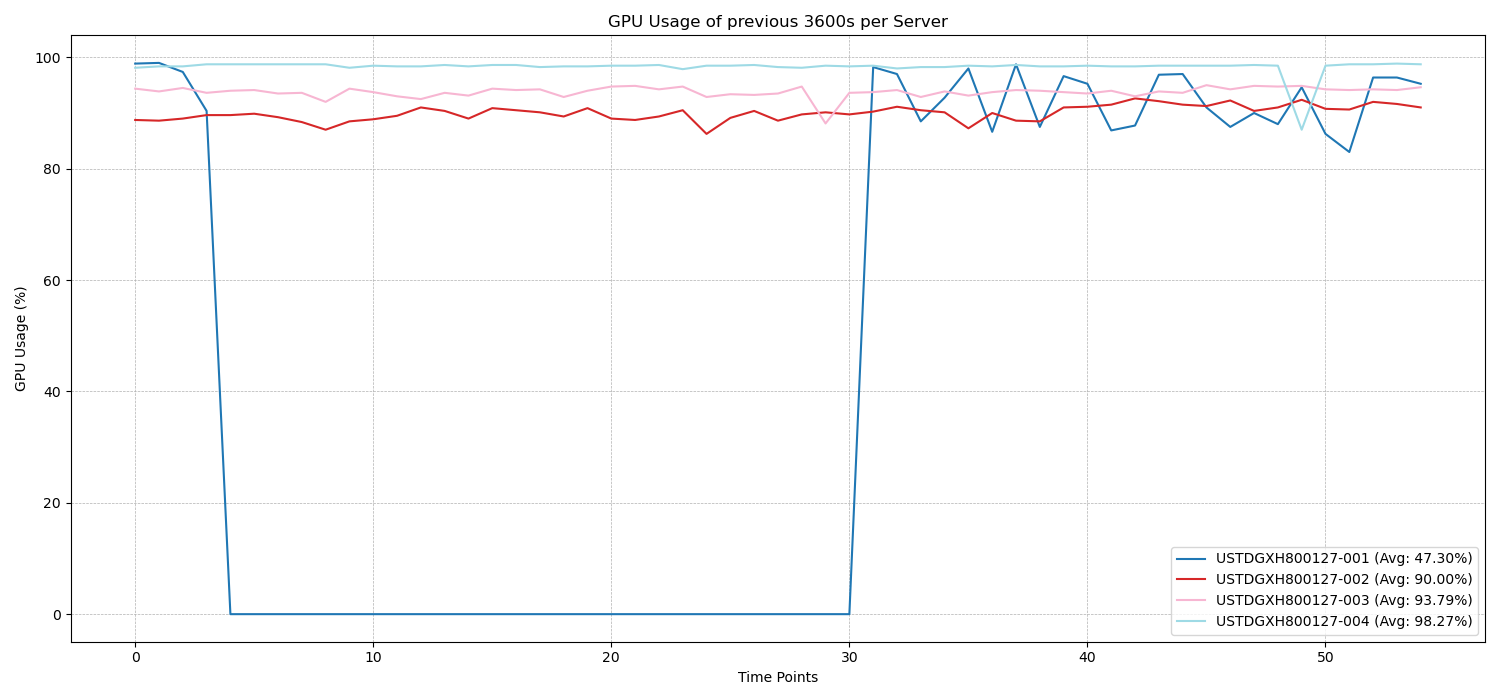 GPU Usage of previous 3600s per Server
GPU Usage (%)
100
80
60
40
20
0
0 10 20 30 40 50
Time Points
USTDGXH800127-001 (Avg: 47.30%)
USTDGXH800127-002 (Avg: 90.00%)
USTDGXH800127-003 (Avg: 93.79%)
USTDGXH800127-004 (Avg: 98.27%)